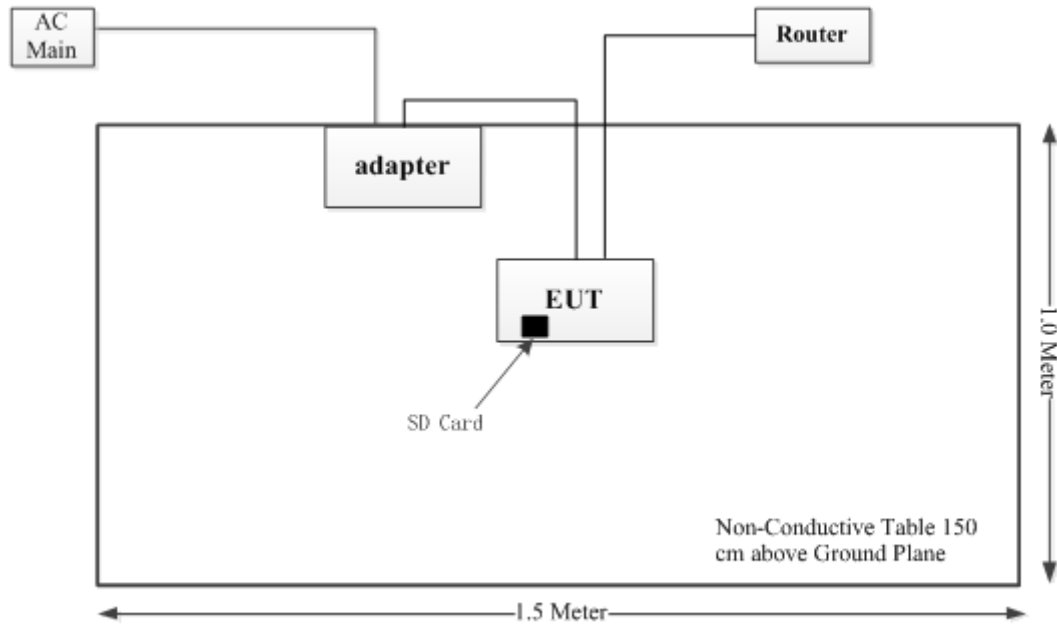 AC
Main
Router
adapter
EUT
SD Card
1.0 Meter
Non-Conductive Table 150
cm above Ground Plane
1.5 Meter